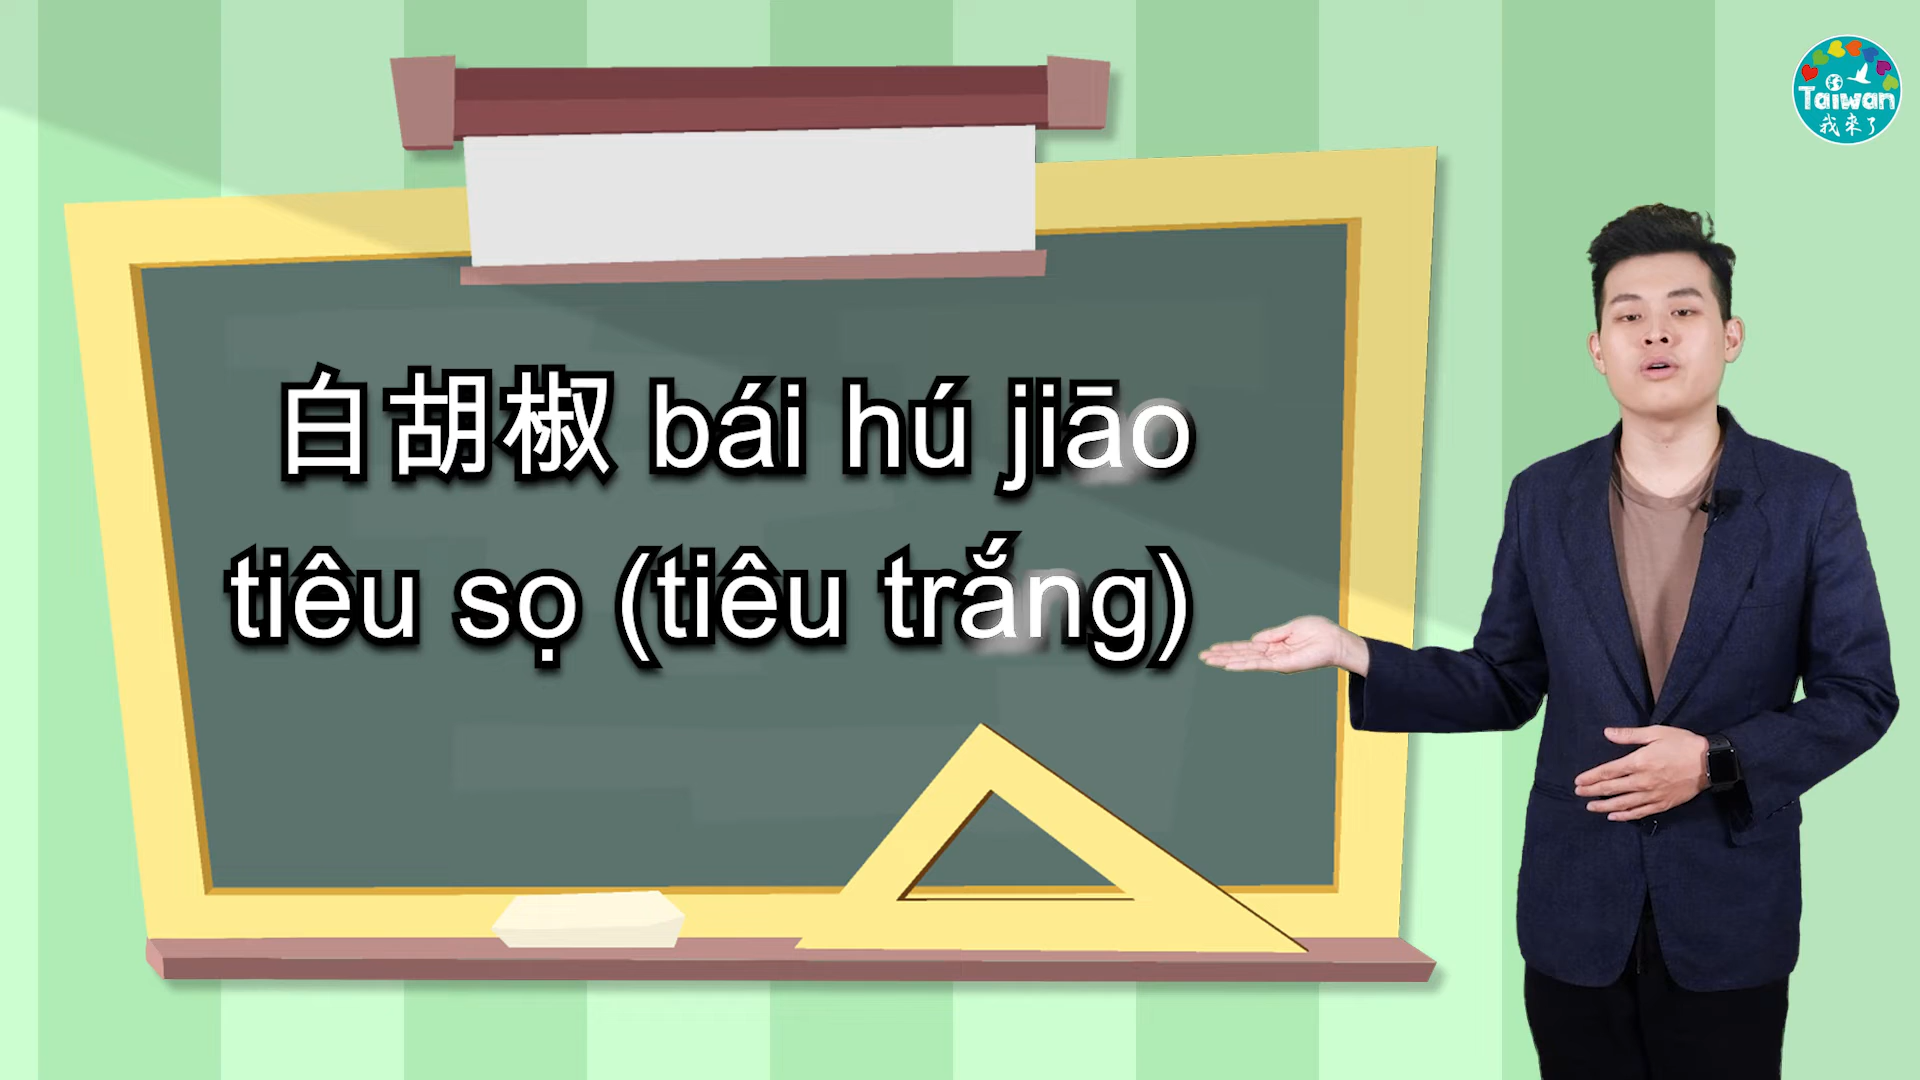 Taiwan
我來了
白胡椒 bái hú jiāo
tiêu sọ (tiêu trắng)